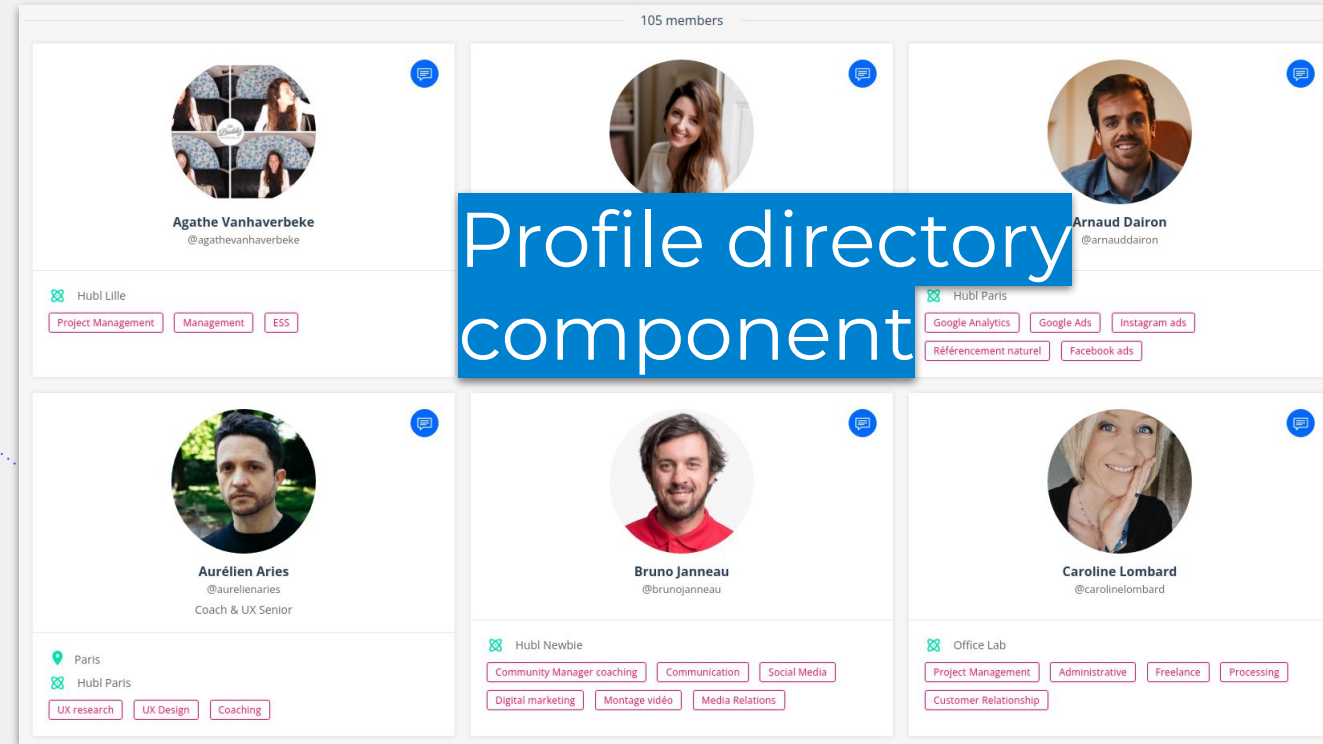 105 members
Agathe Vanhaverbeke
@agathevanhaverbeke
Hubl Lille
Project Management Management ESS
Profile directory
component
Arnaud Dairon
@arnauddairon
Hubl Paris
Google Analytics Google Ads Instagram ads
Référencement naturel Facebook ads
Aurélien Aries
@aurelienaries
Coach & UX Senior
Paris
Hubl Paris
UX research UX Design Coaching
Bruno Janneau
@brunojanneau
Hubl Newbie
Community Manager coaching Communication Social Media
Digital marketing Montage vidéo Media Relations
Caroline Lombard
@carolinelombard
Office Lab
Project Management Administrative Freelance Processing
Customer Relationship